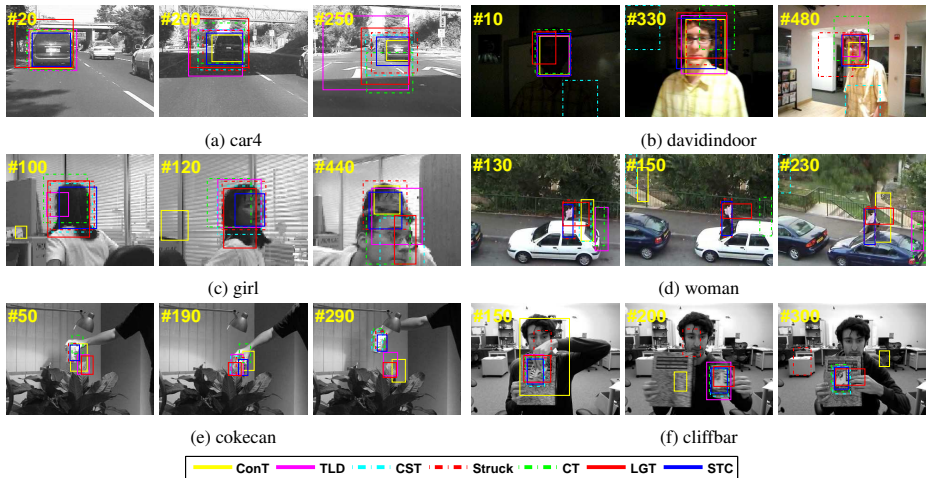 #20 #200 #250 #10 #330 #480
(a) car4 (b) davidindoor
#100 #120 #440 #130 #150 #230
(c) girl (d) woman
#50 #190 #290 #150 #200 #300
(e) cokecan (f) cliffbar
ConT TLD CST Struck CT LGT STC